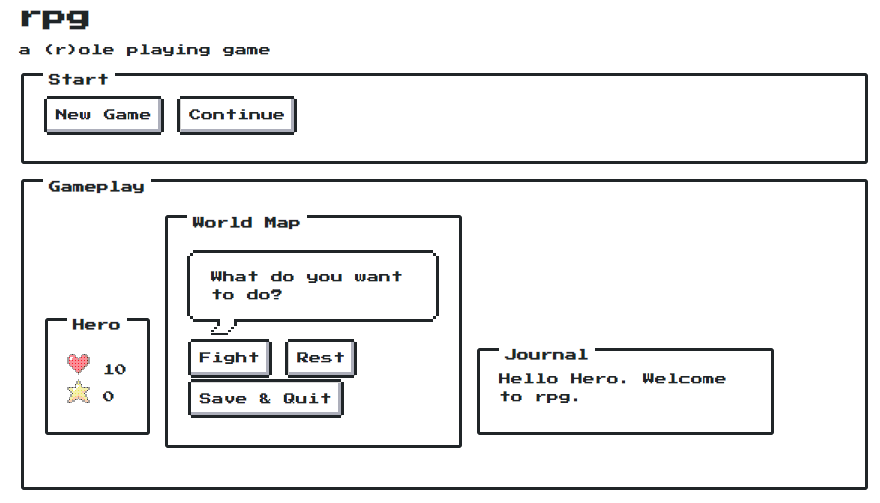 rpg
a (r)ole playing game
Start
New Game
Continue
Gameplay
World Map
What do you want
to do?
Hero
10
0
Fight
Rest
Save & Quit
Journal
Hello Hero. Welcome
to rpg.